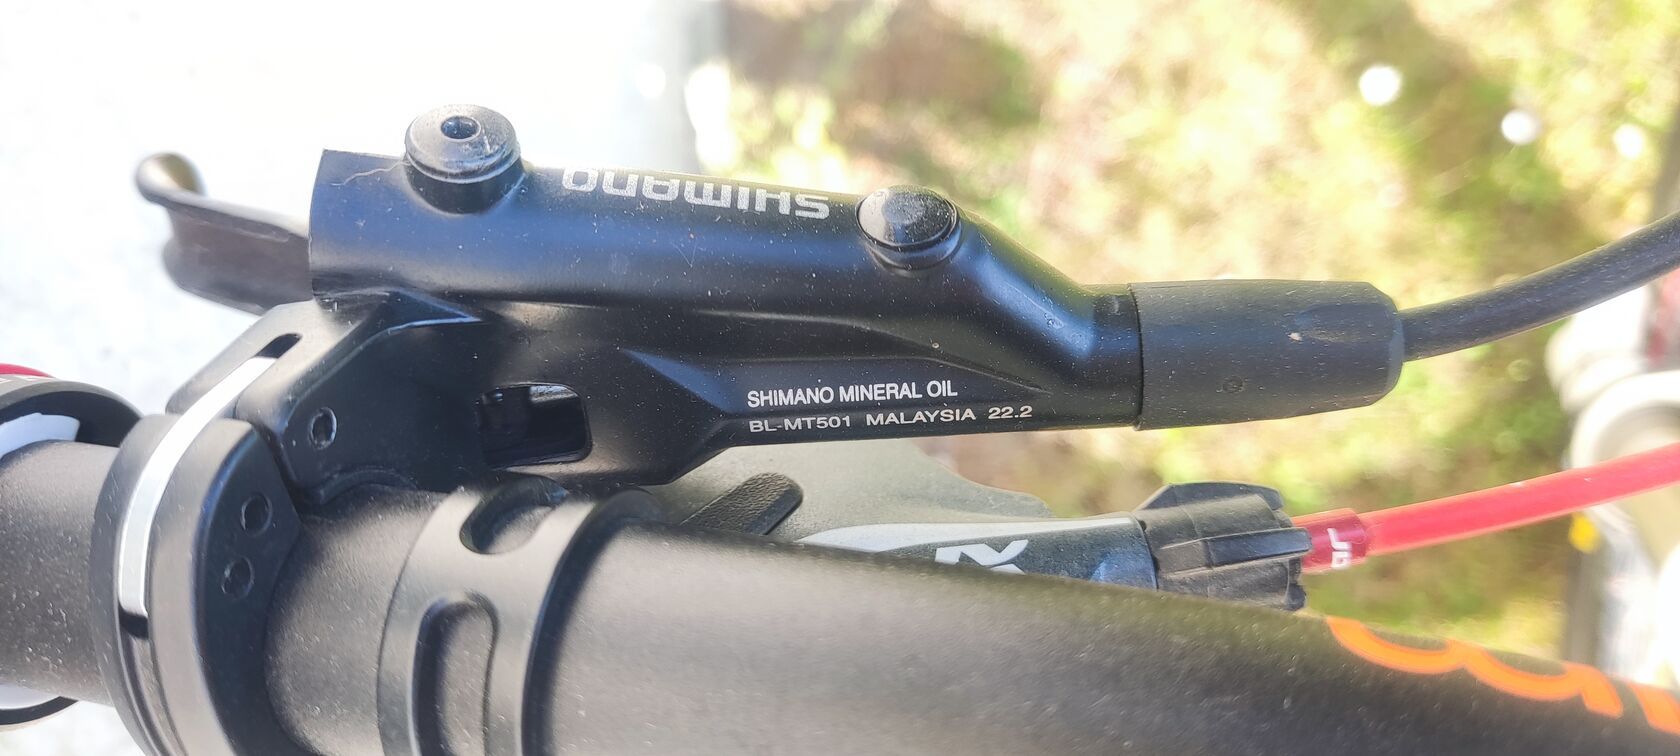 SHIMANO
SHIMANO MINERAL OIL
BL-MT501 MALAYSIA 22.2